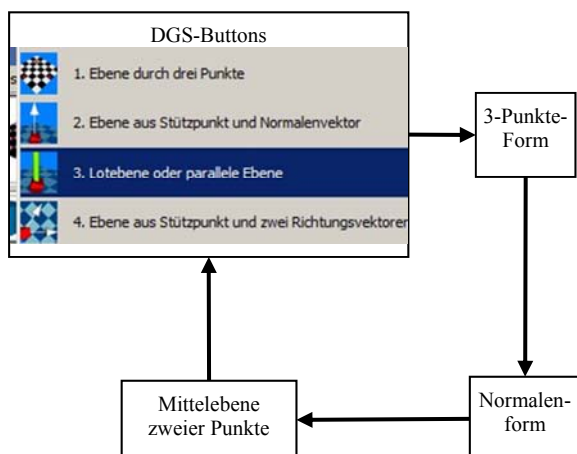 DGS-Buttons
1. Ebene durch drei Punkte
2. Ebene aus Stützpunkt und Normalenvektor
3. Lotebene oder parallele Ebene
4. Ebene aus Stützpunkt und zwei Richtungsvektoren
3-Punkte-
Form
Normalen-
form
Mittelebene
zweier Punkte